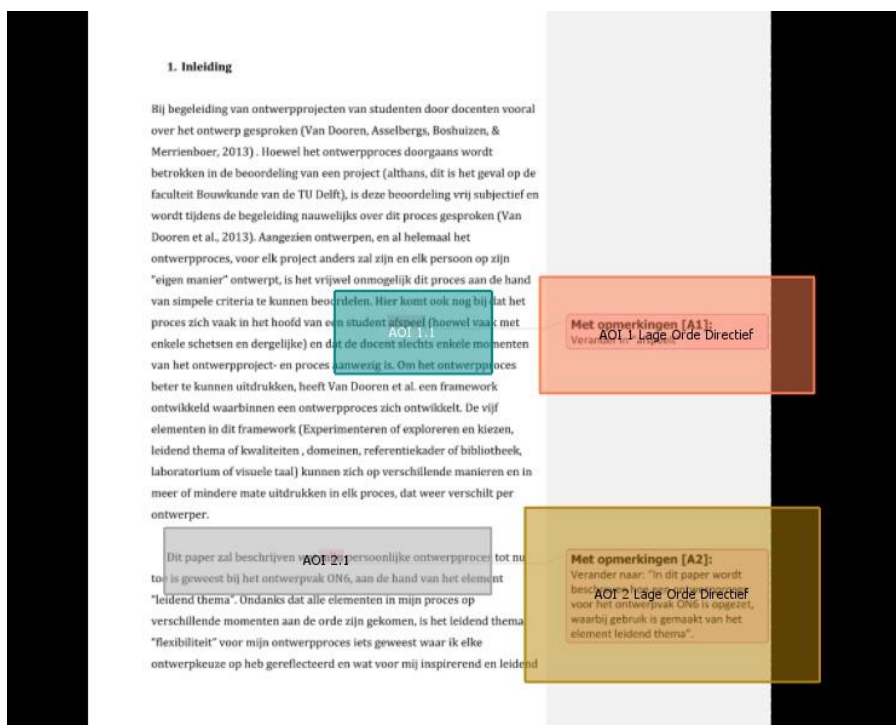 1. Inleiding
Bij begeleiding van ontwerpprojecten van studenten door docenten vooral
over het ontwerp gesproken (Van Dooren, Asselbergs, Boshuizen, &
Merrienboer, 2013) . Hoewel het ontwerpproces doorgaans wordt
betrokken in de beoordeling van een project (althans, dit is het geval op de
faculteit Bouwkunde van de TU Delft), is deze beoordeling vrij subjectief en
wordt tijdens de begeleiding nauwelijks over dit proces gesproken (Van
Dooren et al., 2013). Aangezien ontwerpen, en al helemaal het
ontwerpproces, voor elk project anders zal zijn en elk persoon op zijn
"eigen manier" ontwerpt, is het vrijwel onmogelijk dit proces aan de hand
van simpele criteria te kunnen beoordelen. Hier komt ook nog bij dat het
proces zich vaak in het hoofd van een student afspeel (hoewel vaak met
AOI 1.1
enkele schetsen en dergelijke) en dat de docent slechts enkele momenten
van het ontwerpproject- en proces aanwezig is. Om het ontwerpproces
beter te kunnen uitdrukken, heeft Van Dooren et al. een framework
ontwikkeld waarbinnen een ontwerpproces zich ontwikkelt. De vijf
elementen in dit framework (Experimenteren of exploreren en kiezen,
leidend thema of kwaliteiten , domeinen, referentiekader of bibliotheek,
laboratorium of visuele taal) kunnen zich op verschillende manieren en in
meer of mindere mate uitdrukken in elk proces, dat weer verschilt per
ontwerper.
Dit paper zal beschrijven persoonlijke ontwerpproces tot nu
AOI 2.1
toe is geweest bij het ontwerpvak ON6, aan de hand van het element
"leidend thema". Ondanks dat alle elementen in mijn proces op
verschillende momenten aan de orde zijn gekomen, is het leidend thema
"flexibiliteit" voor mijn ontwerpproces iets geweest waar ik elke
ontwerpkeuze op heb gereflecteerd en wat voor mij inspirerend en leidend
Met opmerkingen [A1]:
Verander in
AOI 1 Lage Orde Directief
Met opmerkingen [A2]:
Verander naar: "In dit paper wordt
AOI 2 Lage Orde Directief
voor het ontwerpvak ON6 is opgezet,
waarbij gebruik is gemaakt van het
element leidend thema".